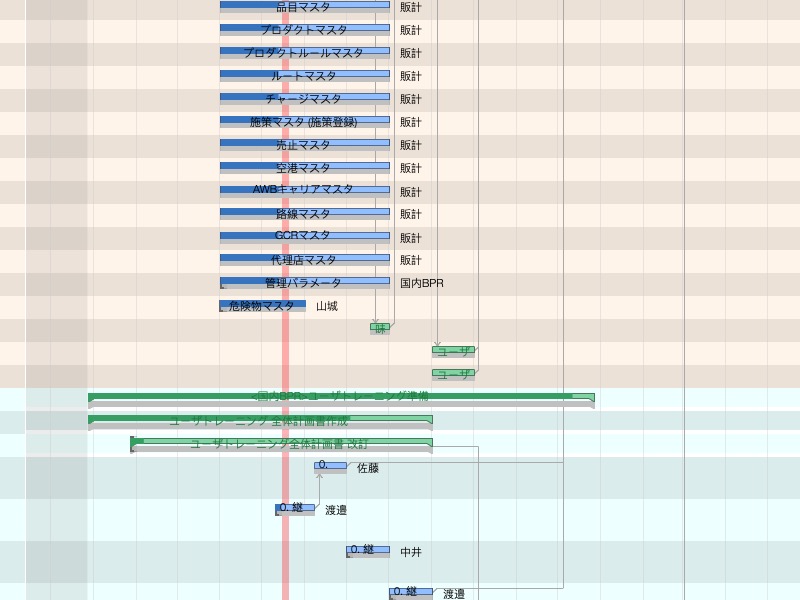 品目マスタ 販計
プロダクトマスタ 販計
プロダクトルールマスタ 販計
ルートマスタ 販計
チャージマスタ 販計
施策マスタ (施策登録) 販計
売止マスタ 販計
空港マスタ 販計
AWBキャリアマスタ 販計
路線マスタ 販計
GCRマスタ 販計
代理店マスタ 販計
管理パラメータ 国内BPR
危険物マスタ 山城
ユーザ
ユーザ
<国内BPR>ユーザトレーニング準備
ユーザトレーニング 全体計画書作成
ユーザトレーニング全体計画書 改訂
0. 佐藤
0. 継 渡邉
0. 継 中井
0. 継 渡邉